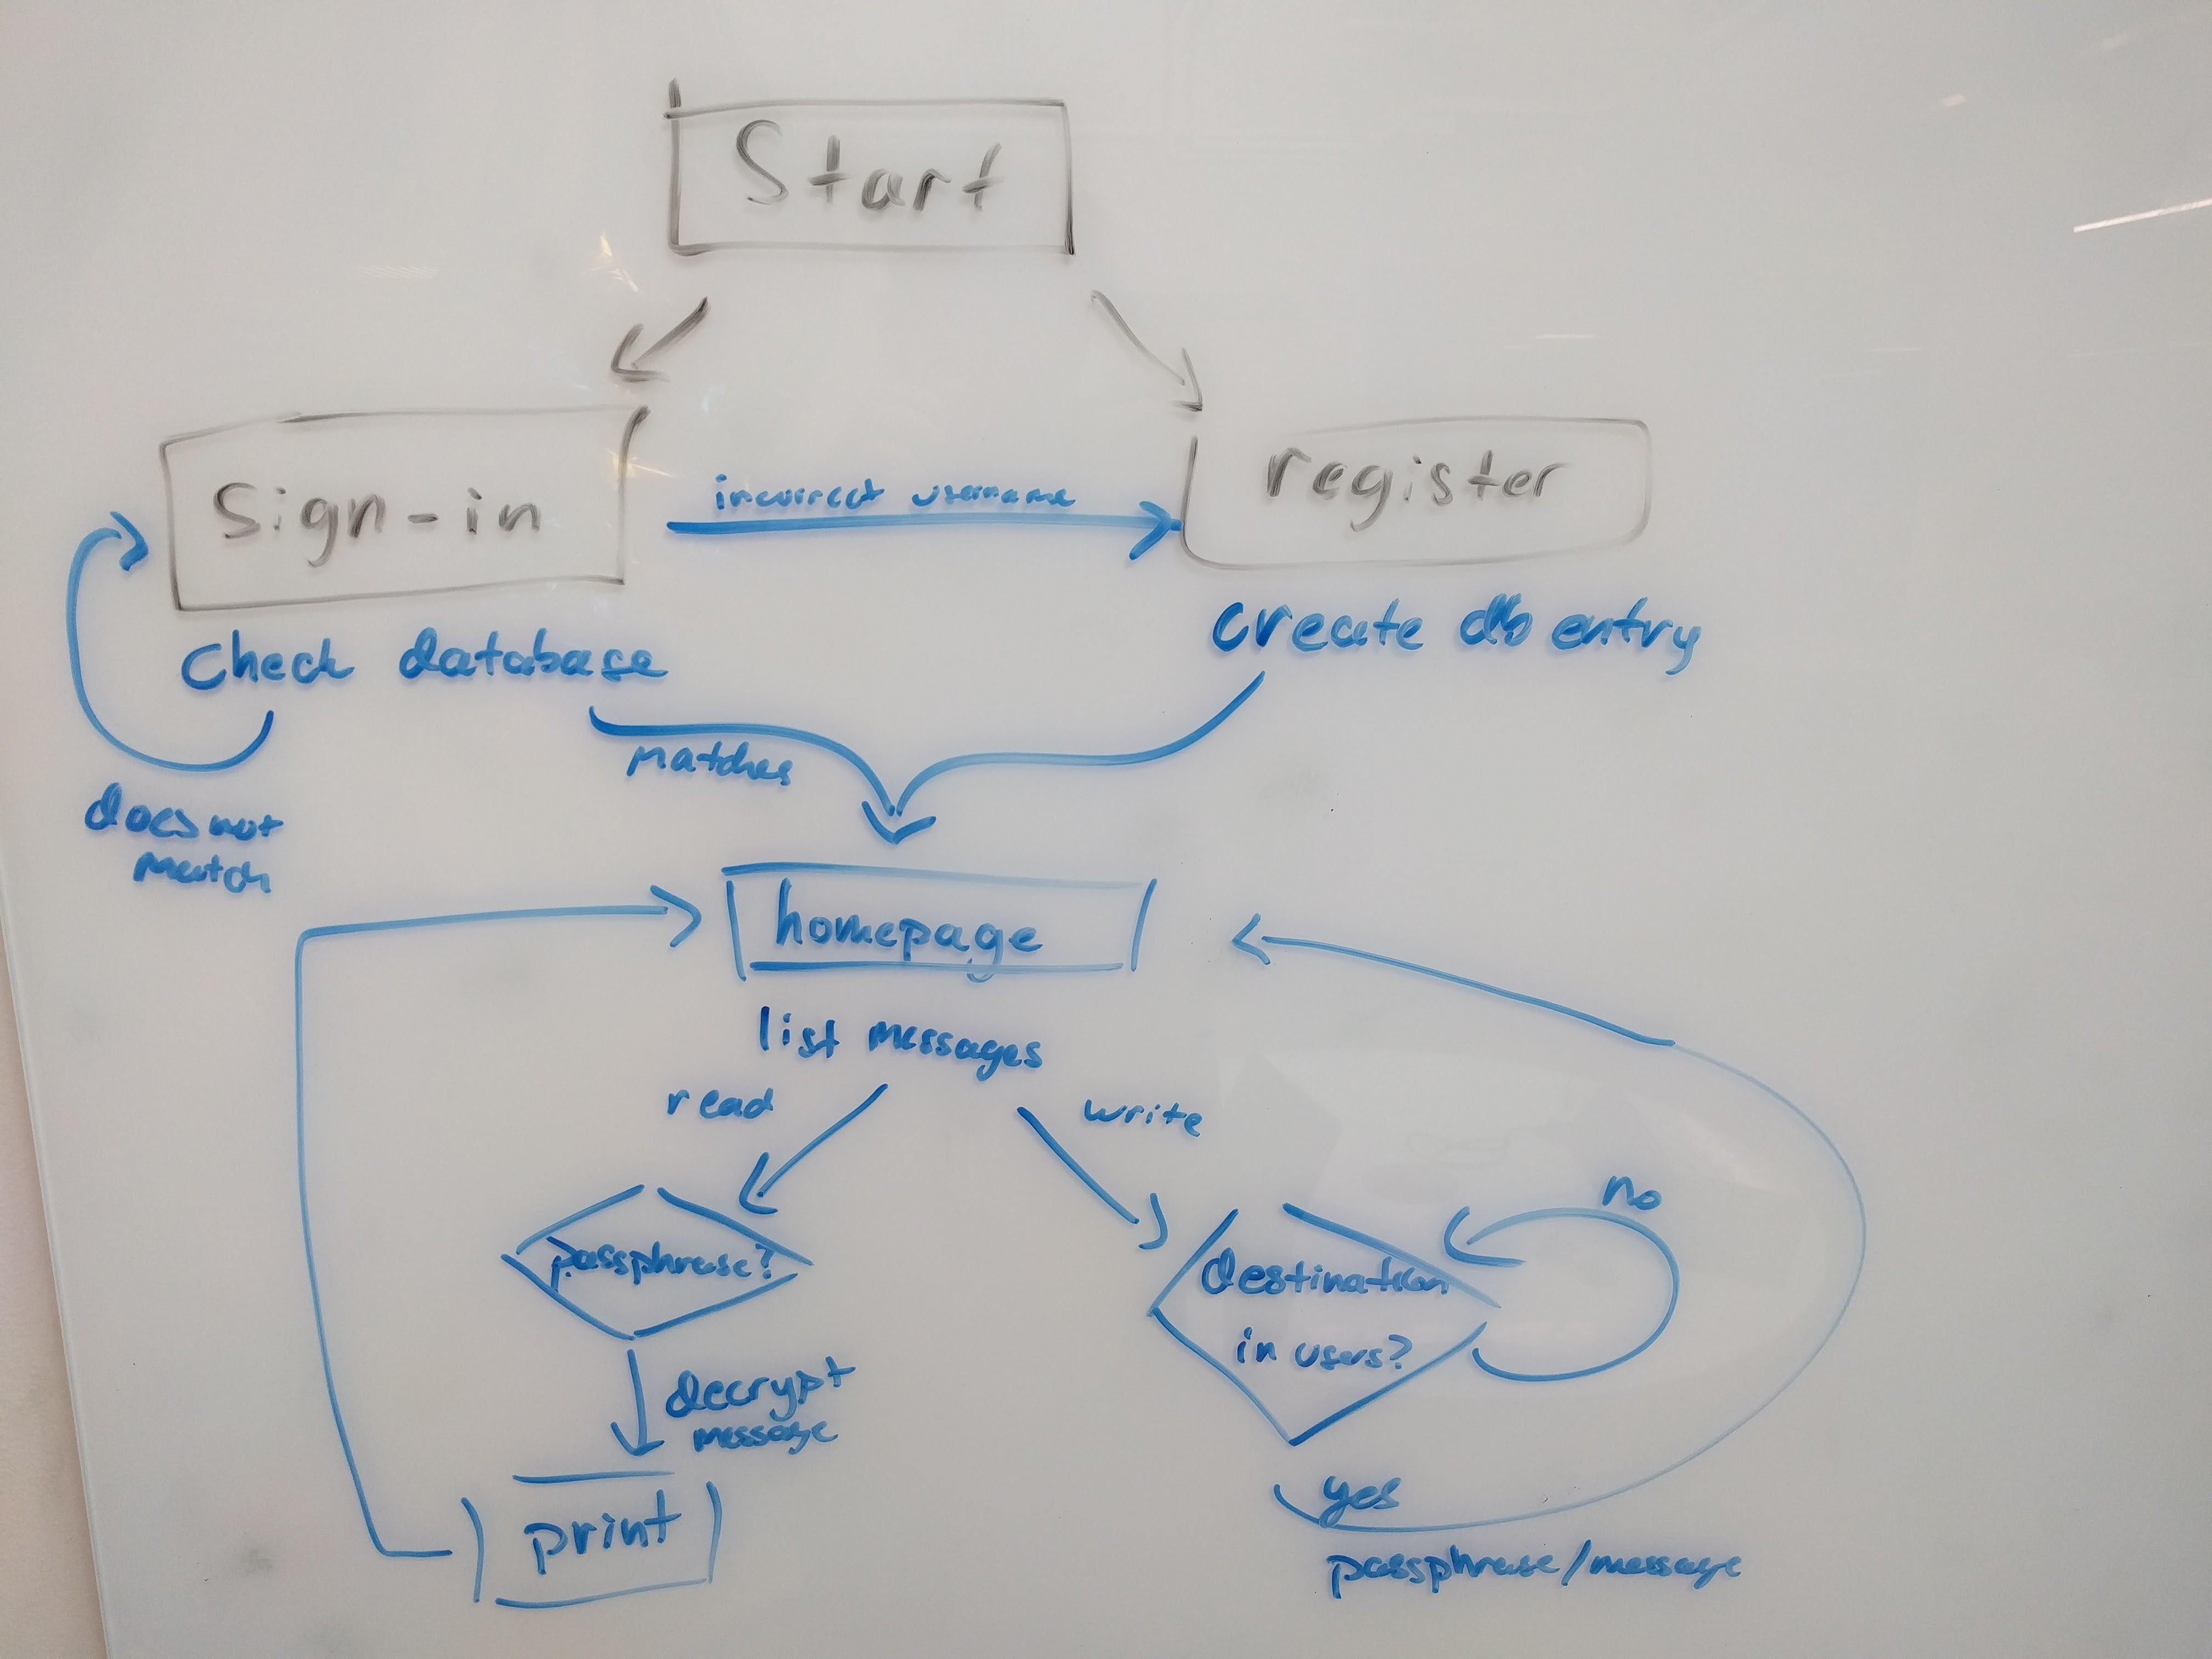 Start
Sign-in
incorrect username
register
Check database
create db entry
matches
does not
match
homepage
list messages
read
write
passphrase?
no
destination
in users?
decrypt
message
print
yes
passphrase/message